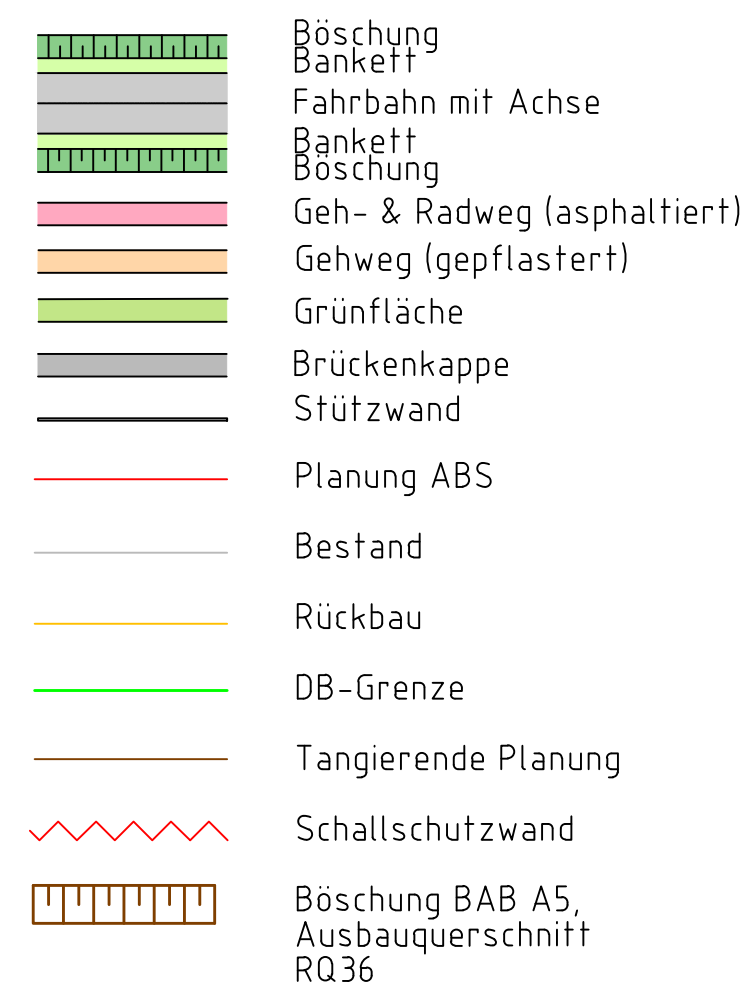 Böschung
Bankett
Fahrbahn mit Achse
Bankett
Böschung
Geh- & Radweg (asphaltiert)
Gehweg (gepflastert)
Grünfläche
Brückenkappe
Stützwand
Planung ABS
Bestand
Rückbau
DB-Grenze
Tangierende Planung
Schallschutzwand
Böschung BAB A5,
Ausbauquerschnitt
RQ36